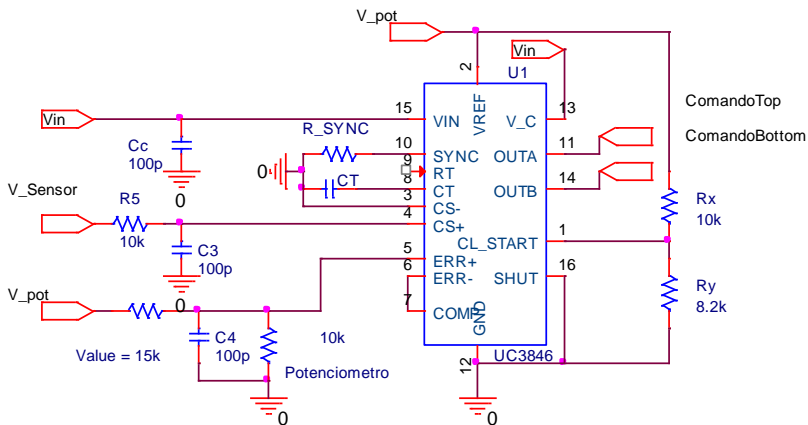 V_pot
Vin
2
U1
VREF
Vin
15
VIN
V_C
13
ComandoTop
R_SYNC
Cc
100p
0
10
SYNC
OUTA
11
ComandoBottom
9
RT
0
CT
8
CT
OUTB
14
V_Sensor
R5
10k
3
CS-
4
CS+
Rx
10k
C3
100p
0
CL_START
1
5
ERR+
6
ERR-
SHUT
16
V_pot
Ry
8.2k
7
COMP
GND
C4
100p
10k
Value = 15k
Potenciometro
12
UC3846
0
0